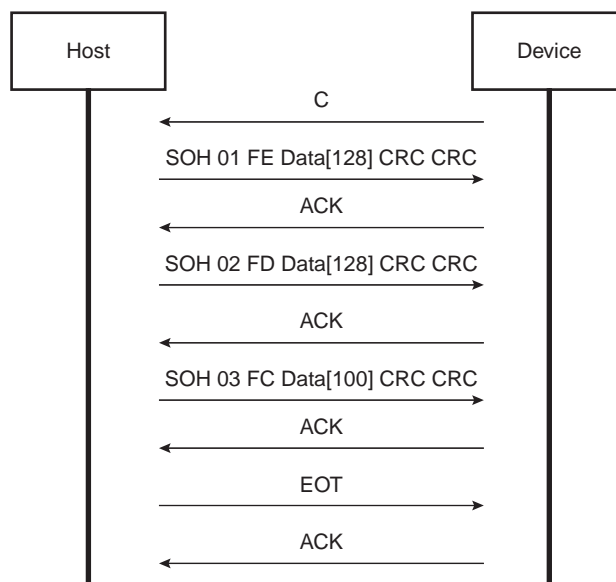 Host
Device
C
SOH 01 FE Data[128] CRC CRC
ACK
SOH 02 FD Data[128] CRC CRC
ACK
SOH 03 FC Data[100] CRC CRC
ACK
EOT
ACK